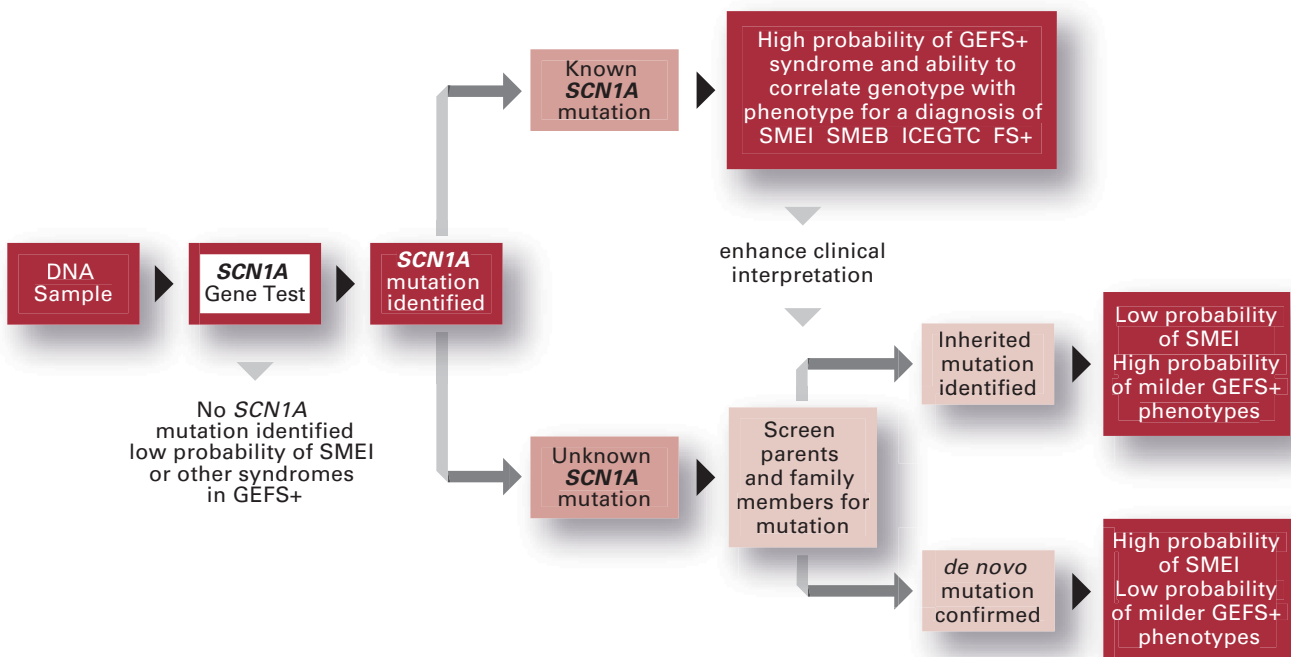 DNA
Sample
SCN1A
Gene Test
No SCN1A
mutation identified
low probability of SMEI
or other syndromes
in GEFS+
SCN1A
mutation
identified
Known
SCN1A
mutation
High probability of GEFS+
syndrome and ability to
correlate genotype with
phenotype for a diagnosis of
SMEI SMEB ICEGTC FS+
enhance clinical
interpretation
Unknown
SCN1A
mutation
Screen
parents
and family
members for
mutation
Inherited
mutation
identified
Low probability
of SMEI
High probability
of milder GEFS+
phenotypes
de novo
mutation
confirmed
High probability
of SMEI
Low probability
of milder GEFS+
phenotypes